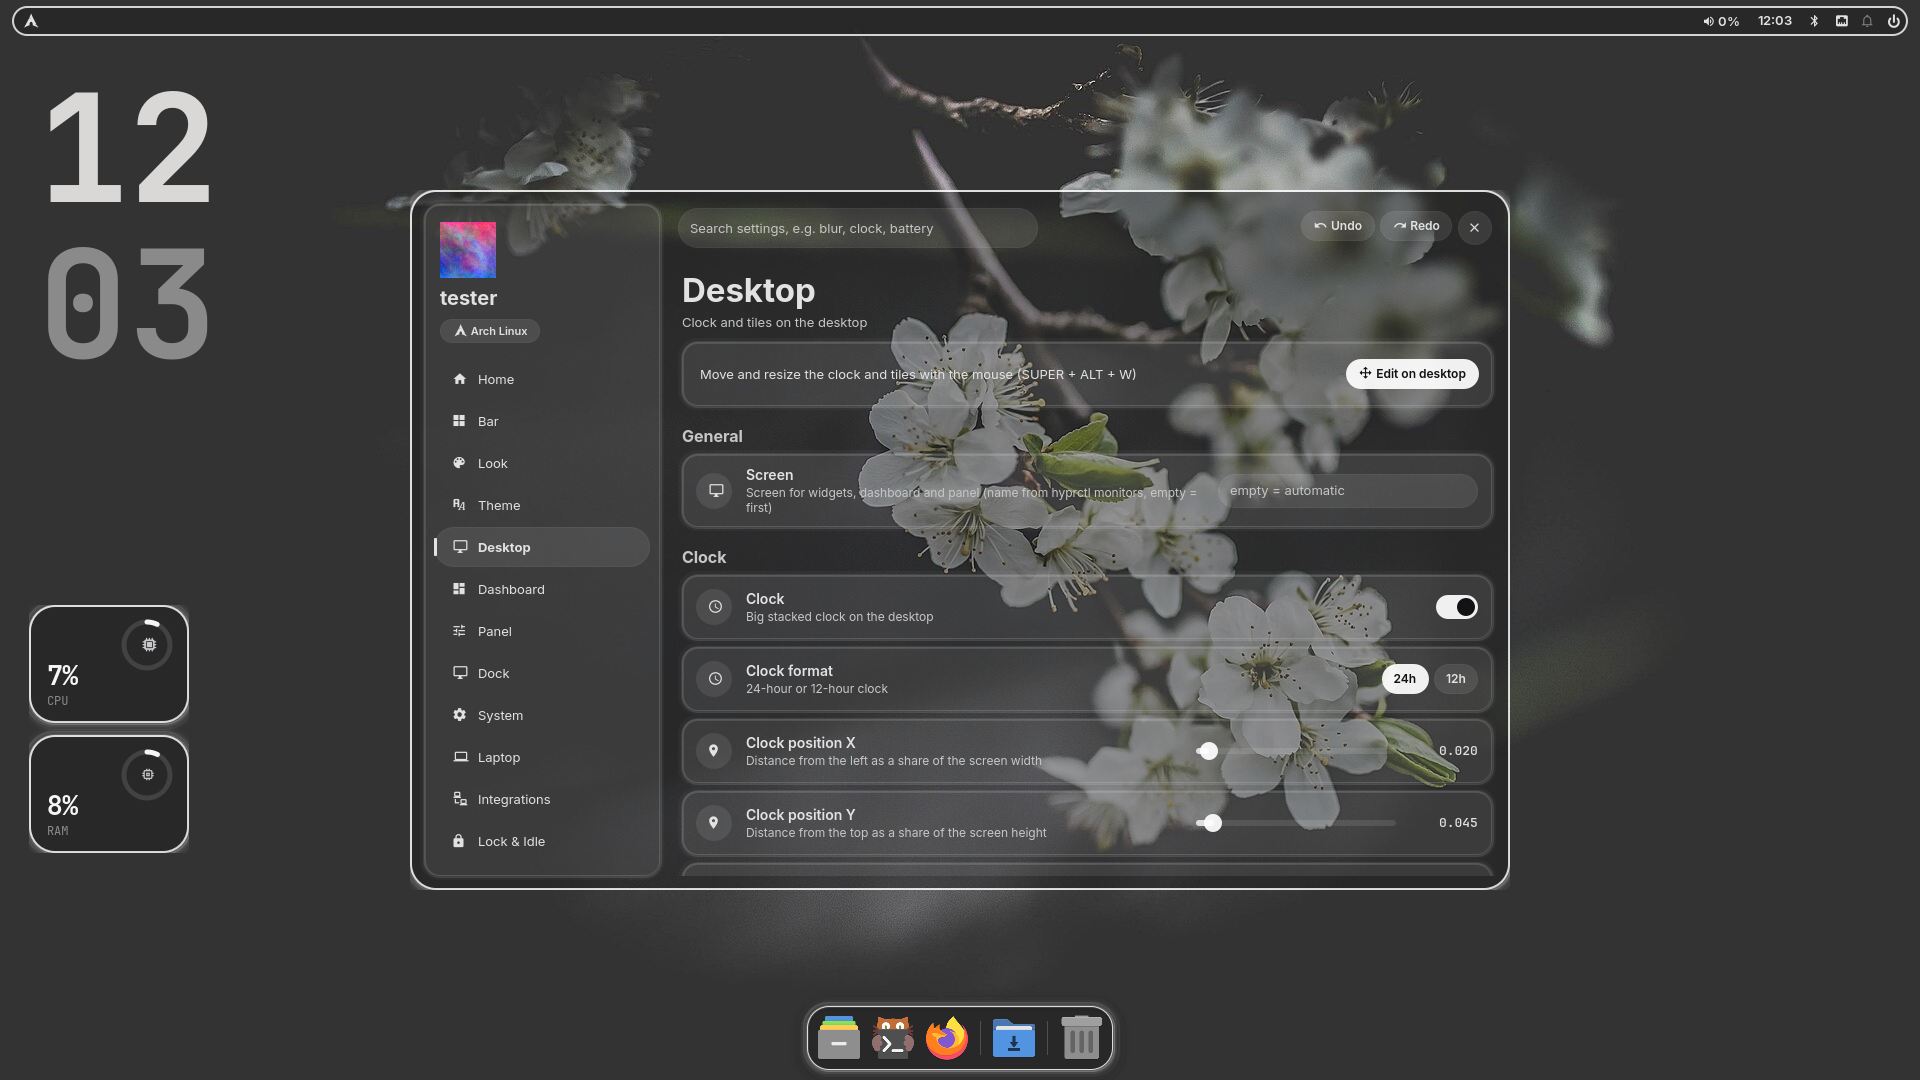 0%
12:03
12
03
7%
CPU
8%
RAM
tester
Arch Linux
Home
Bar
Look
Theme
Desktop
Dashboard
Panel
Dock
System
Laptop
Integrations
Lock & Idle
Search settings, e.g. blur, clock, battery
Undo
Redo
Desktop
Clock and tiles on the desktop
Move and resize the clock and tiles with the mouse (SUPER + ALT + W)
Edit on desktop
General
Screen
Screen for widgets, dashboard and panel (name from hyprctl monitors, empty =
first)
empty = automatic
Clock
Clock
Big stacked clock on the desktop
Clock format
24-hour or 12-hour clock
24h
12h
Clock position X
Distance from the left as a share of the screen width
0.020
Clock position Y
Distance from the top as a share of the screen height
0.045